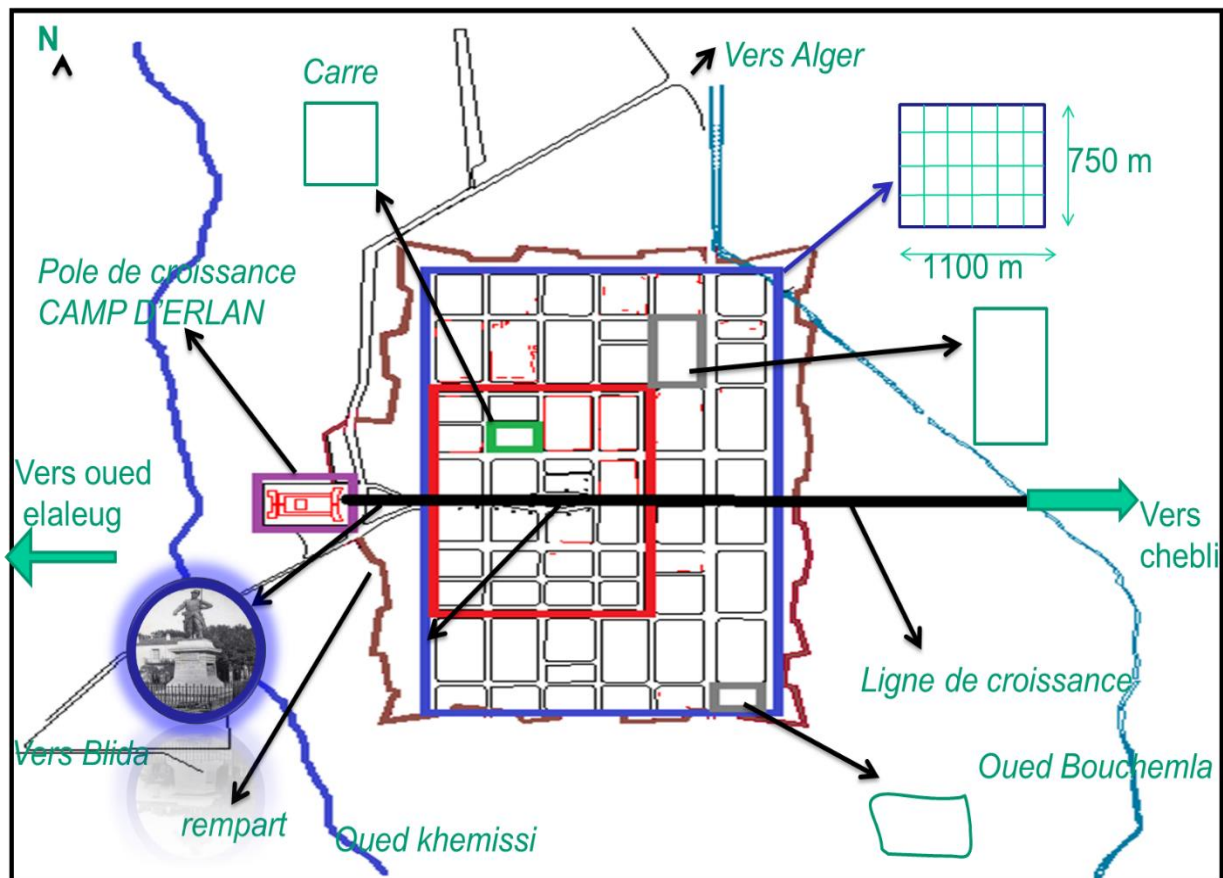 N
Carre
Vers Alger
750 m
1100 m
Pole de croissance
CAMP D'ERLAN
Vers oued
elaleug
Vers
chebli
Ligne de croissance
Vers Blida
Oued Bouchemla
rempart
Oued khemissi